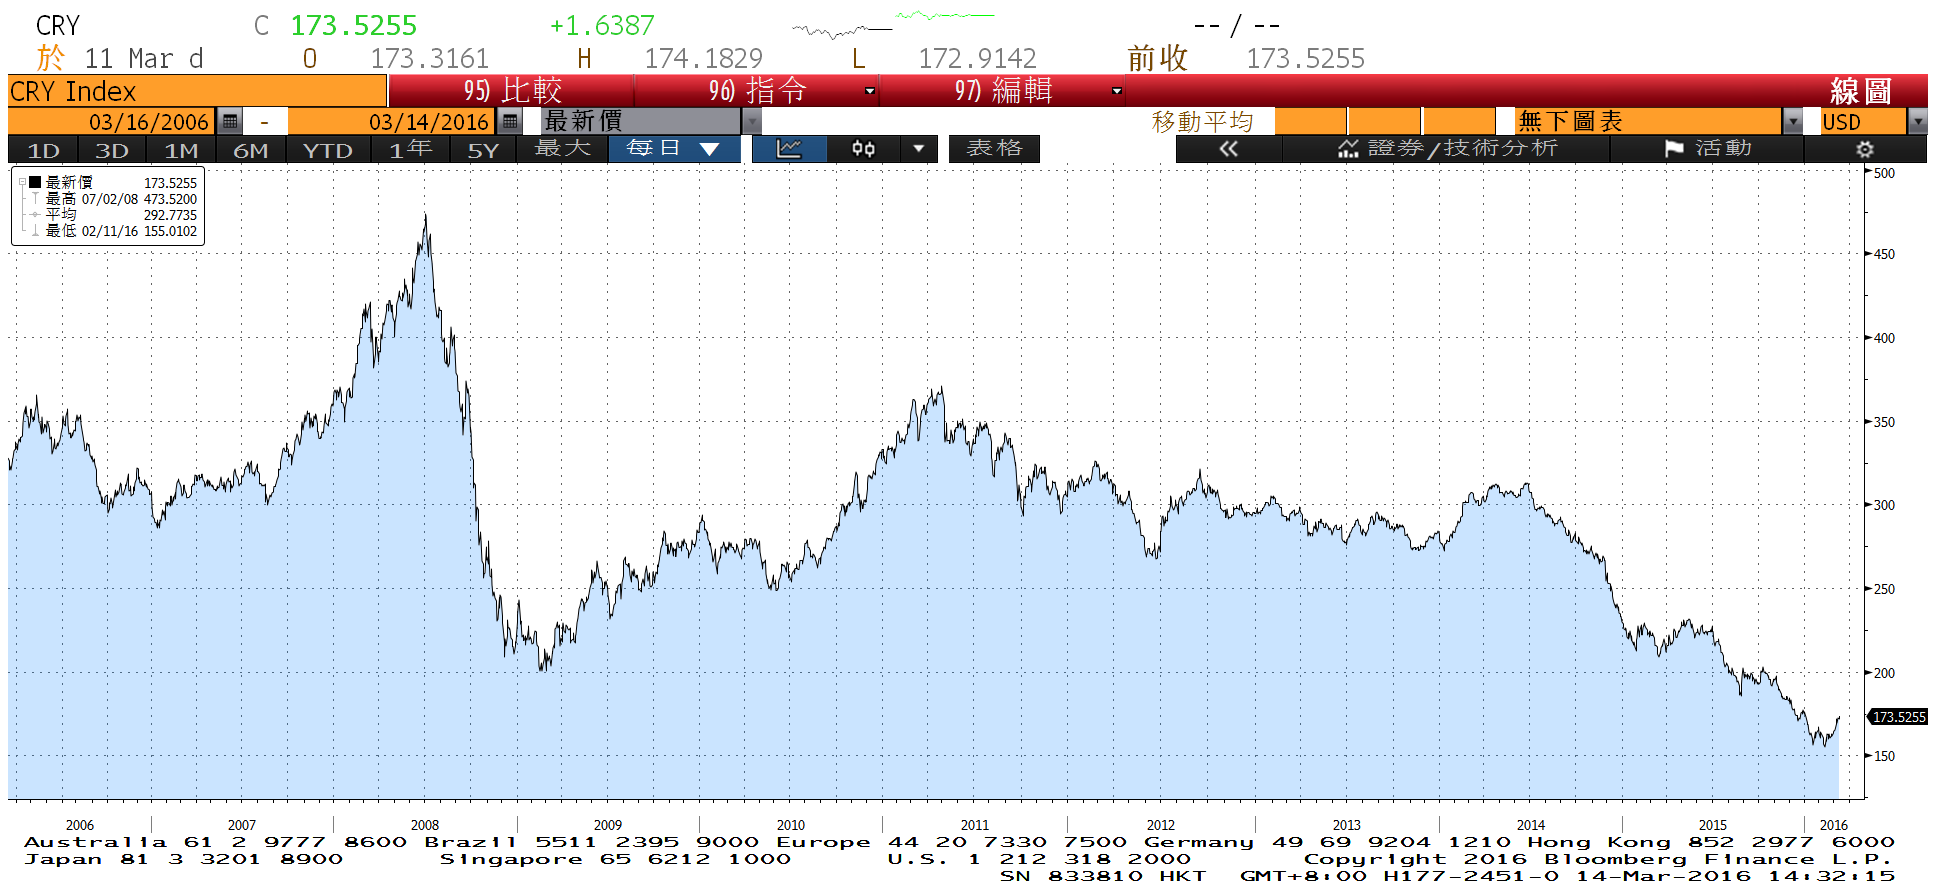 CRY C 173.5255 +1.6387 -- / --
於 11 Mar d O 173.3161 H 174.1829 L 172.9142 前收 173.5255
CRY Index 95) 比較 96) 指令 97) 編輯 線圖
03/16/2006 - 03/14/2016 最新價 移動平均 無下圖表 USD
1D 3D 1M 6M YTD 1年 5Y 最大 每日 表格 « 證券/技術分析 活動
最新價 173.5255
最高 07/02/08 473.5200
平均 292.7735
最低 02/11/16 155.0102
500
450
400
350
300
250
200
173.5255
150
2006 2007 2008 2009 2010 2011 2012 2013 2014 2015 2016
Australia 61 2 9777 8600 Brazil 5511 2395 9000 Europe 44 20 7330 7500 Germany 49 69 9204 1210 Hong Kong 852 2977 6000
Japan 81 3 3201 8900 Singapore 65 6212 1000 U.S. 1 212 318 2000 Copyright 2016 Bloomberg Finance L.P.
SN 833810 HKT GMT+8:00 H177-2451-0 14-Mar-2016 14:32:15